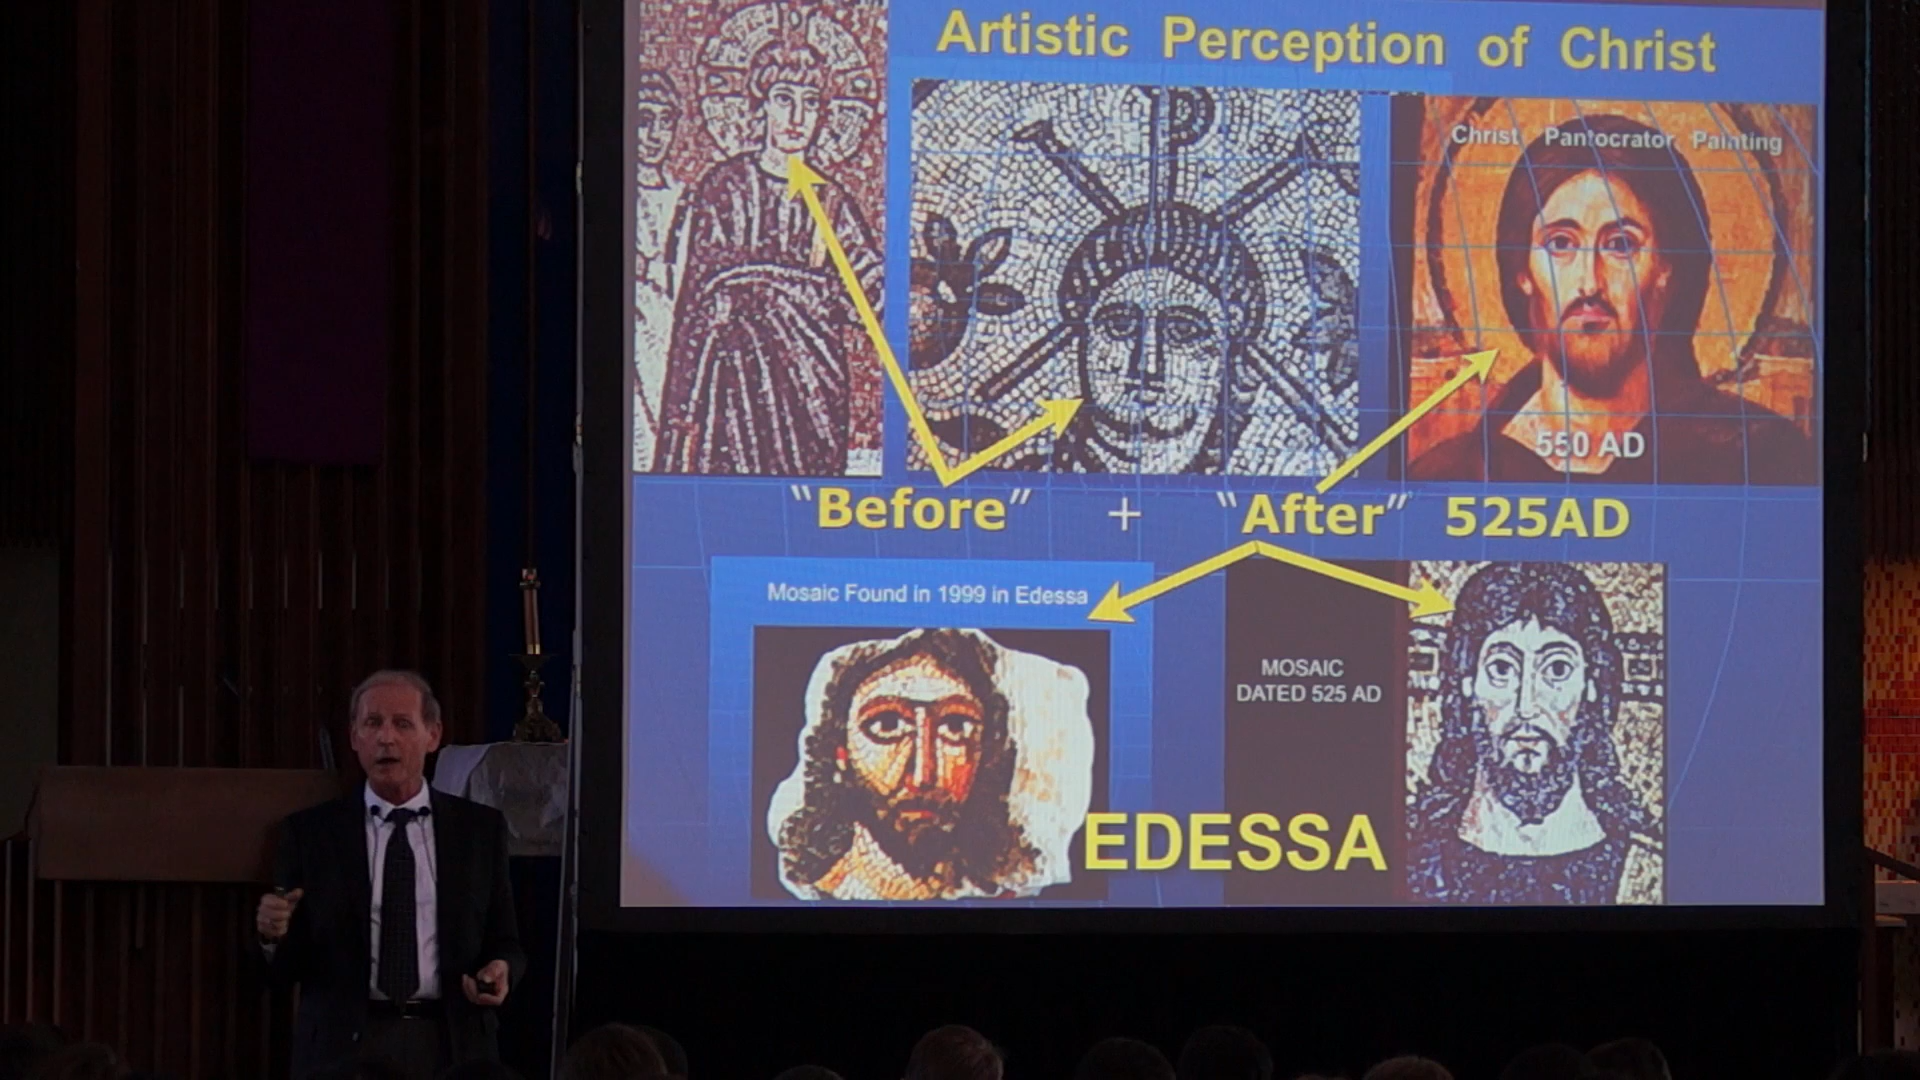 Artistic Perception of Christ
P
Christ Pantocrator Painting
550 AD
"Before" + "After" 525AD
Mosaic Found in 1999 in Edessa
MOSAIC
DATED 525 AD
EDESSA